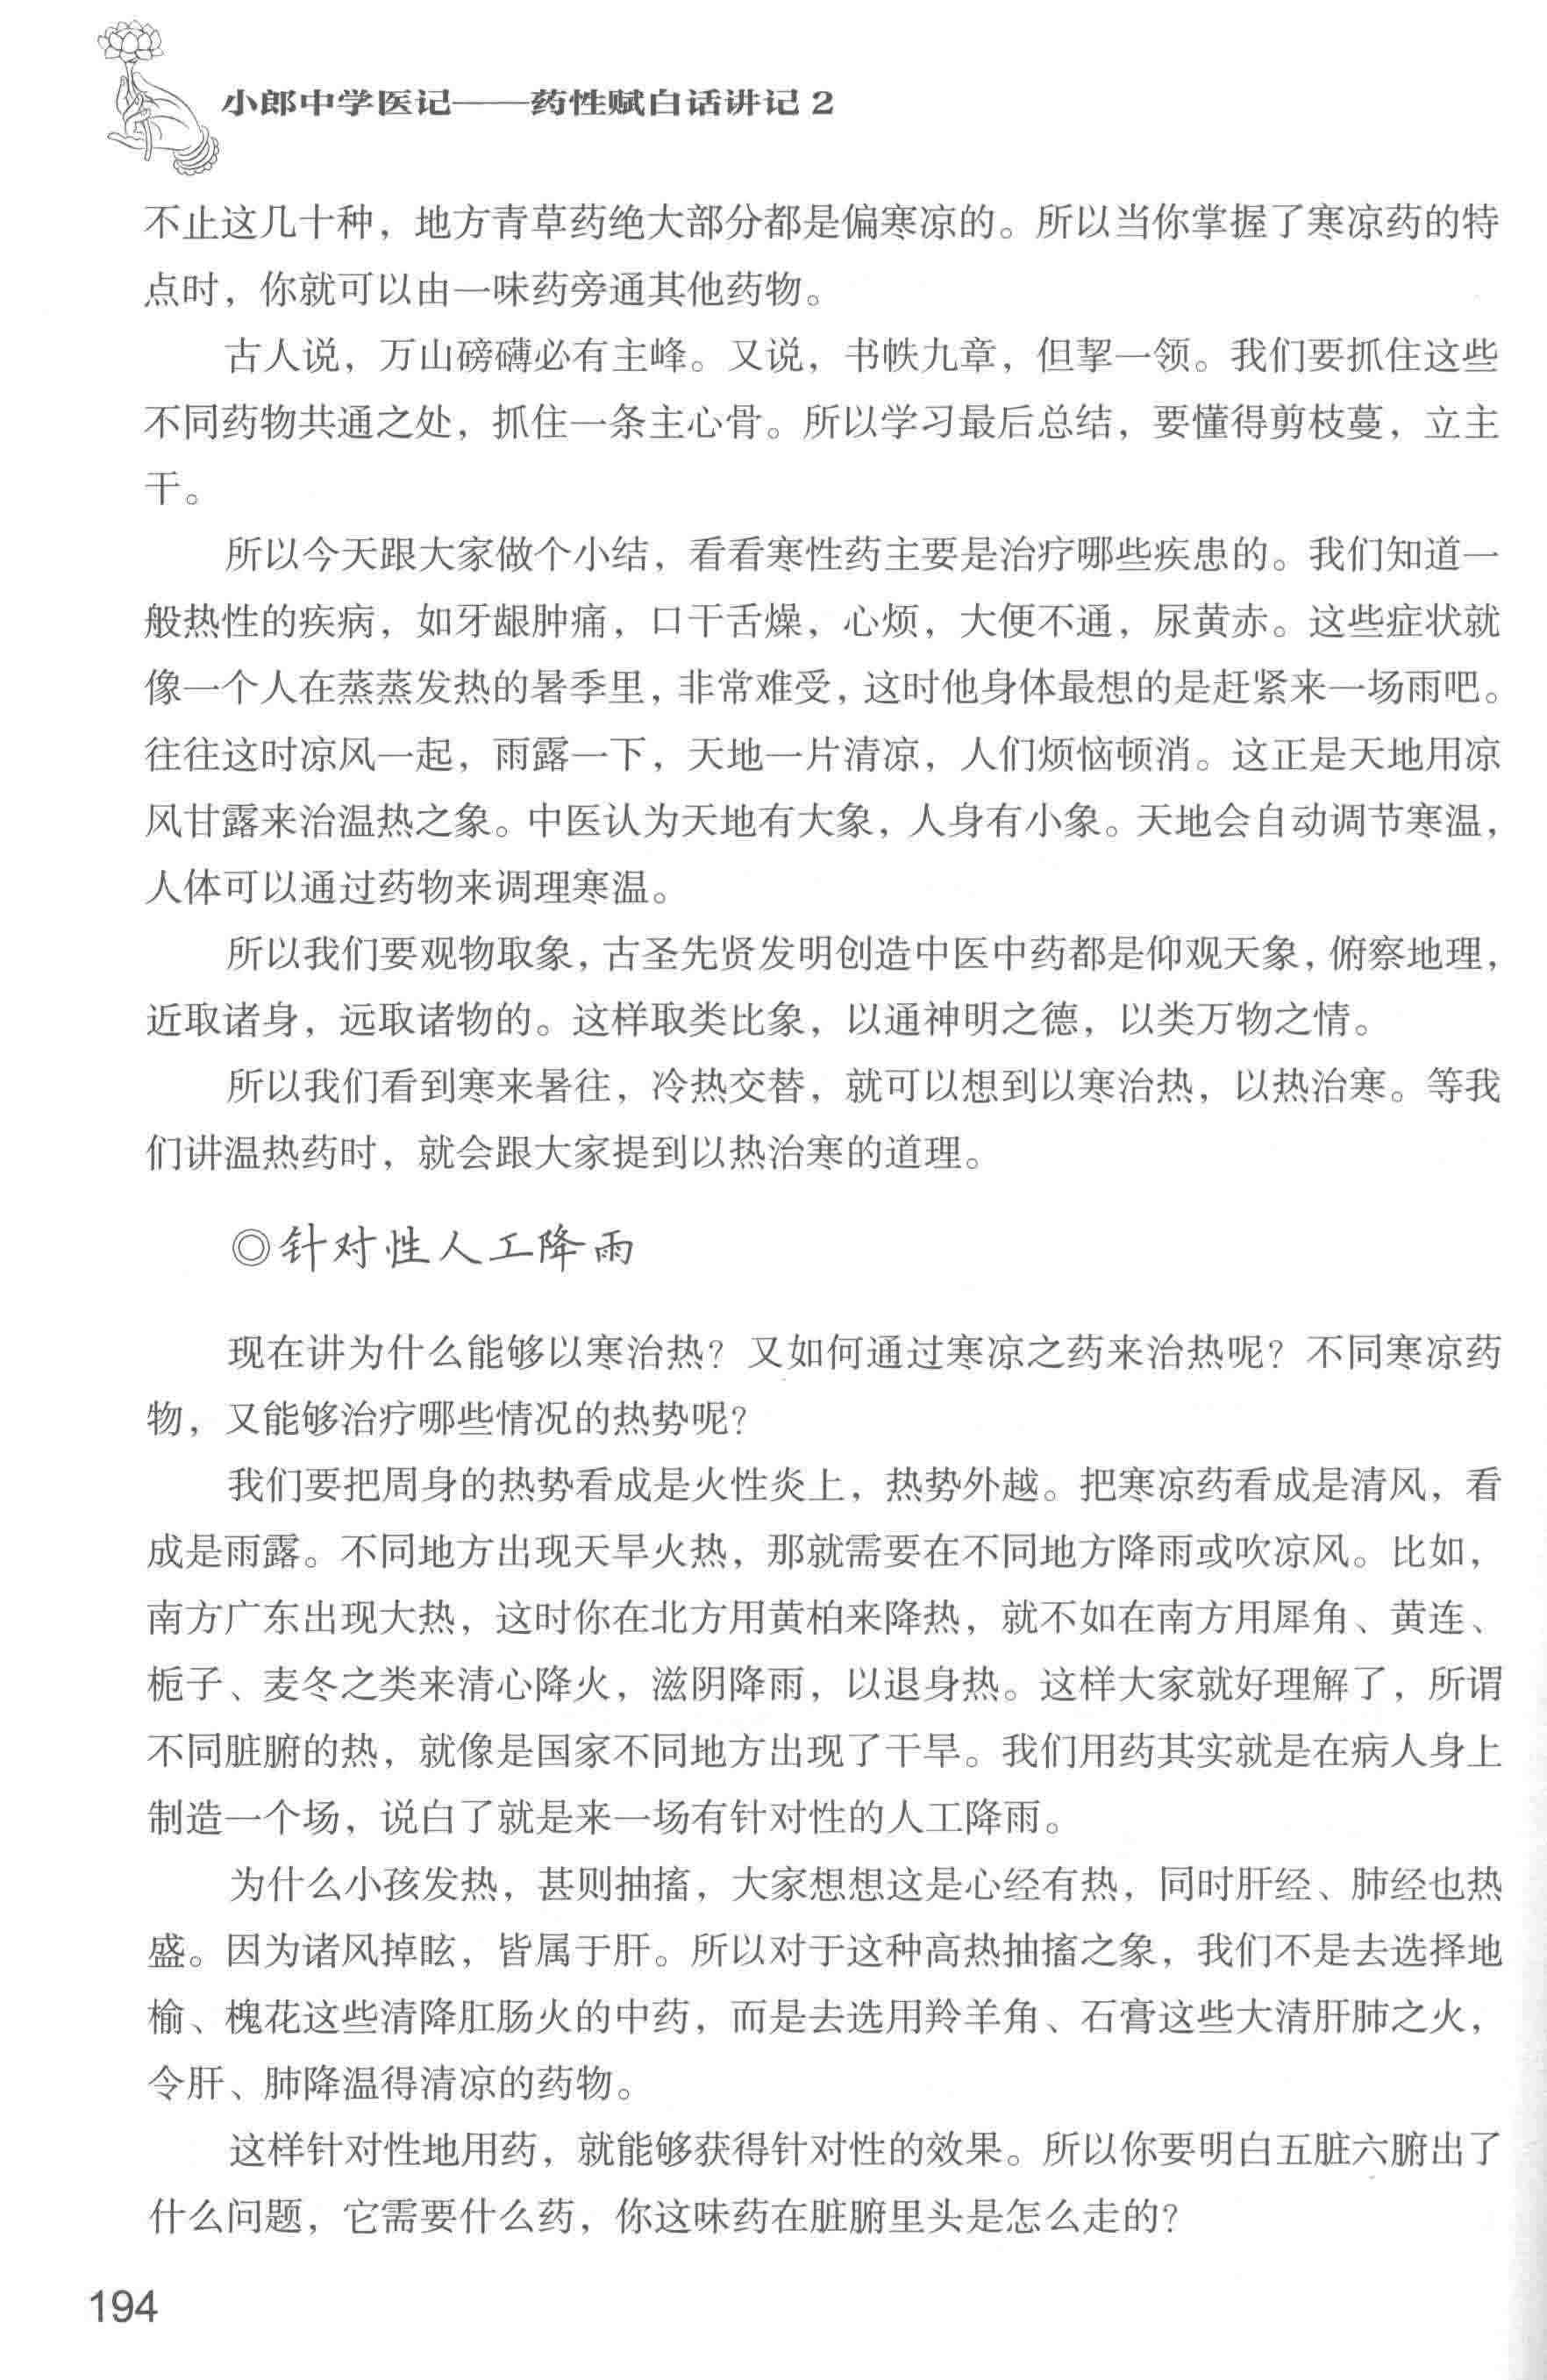 小郎中学医记——药性赋白话讲记 2
不止这几十种，地方青草药绝大部分都是偏寒凉的。所以当你掌握了寒凉药的特
点时，你就可以由一味药旁通其他药物。
古人说，万山磅礴必有主峰。又说，书帙九章，但挈一领。我们要抓住这些
不同药物共通之处，抓住一条主心骨。所以学习最后总结，要懂得剪枝蔓，立主
干。
所以今天跟大家做个小结，看看寒性药主要是治疗哪些疾患的。我们知道一
般热性的疾病，如牙龈肿痛，口干舌燥，心烦，大便不通，尿黄赤。这些症状就
像一个人在蒸蒸发热的暑季里，非常难受，这时他身体最想的是赶紧来一场雨吧。
往往这时凉风一起，雨露一下，天地一片清凉，人们烦恼顿消。这正是天地用凉
风甘露来治温热之象。中医认为天地有大象，人身有小象。天地会自动调节寒温，
人体可以通过药物来调理寒温。
所以我们要观物取象，古圣先贤发明创造中医中药都是仰观天象，俯察地理，
近取诸身，远取诸物的。这样取类比象，以通神明之德，以类万物之情。
所以我们看到寒来暑往，冷热交替，就可以想到以寒治热，以热治寒。等我
们讲温热药时，就会跟大家提到以热治寒的道理。
◎针对性人工降雨
现在讲为什么能够以寒治热？又如何通过寒凉之药来治热呢？不同寒凉药
物，又能够治疗哪些情况的热势呢？
我们要把周身的热势看成是火性炎上，热势外越。把寒凉药看成是清风，看
成是雨露。不同地方出现天旱火热，那就需要在不同地方降雨或吹凉风。比如，
南方广东出现大热，这时你在北方用黄柏来降热，就不如在南方用犀角、黄连、
栀子、麦冬之类来清心降火，滋阴降雨，以退身热。这样大家就好理解了，所谓
不同脏腑的热，就像是国家不同地方出现了干旱。我们用药其实就是在病人身上
制造一个场，说白了就是来一场有针对性的人工降雨。
为什么小孩发热，甚则抽搐，大家想想这是心经有热，同时肝经、肺经也热
盛。因为诸风掉眩，皆属于肝。所以对于这种高热抽搐之象，我们不是去选择地
榆、槐花这些清降肛肠火的中药，而是去选用羚羊角、石膏这些大清肝肺之火，
令肝、肺降温得清凉的药物。
这样针对性地用药，就能够获得针对性的效果。所以你要明白五脏六腑出了
什么问题，它需要什么药，你这味药在脏腑里头是怎么走的？
194